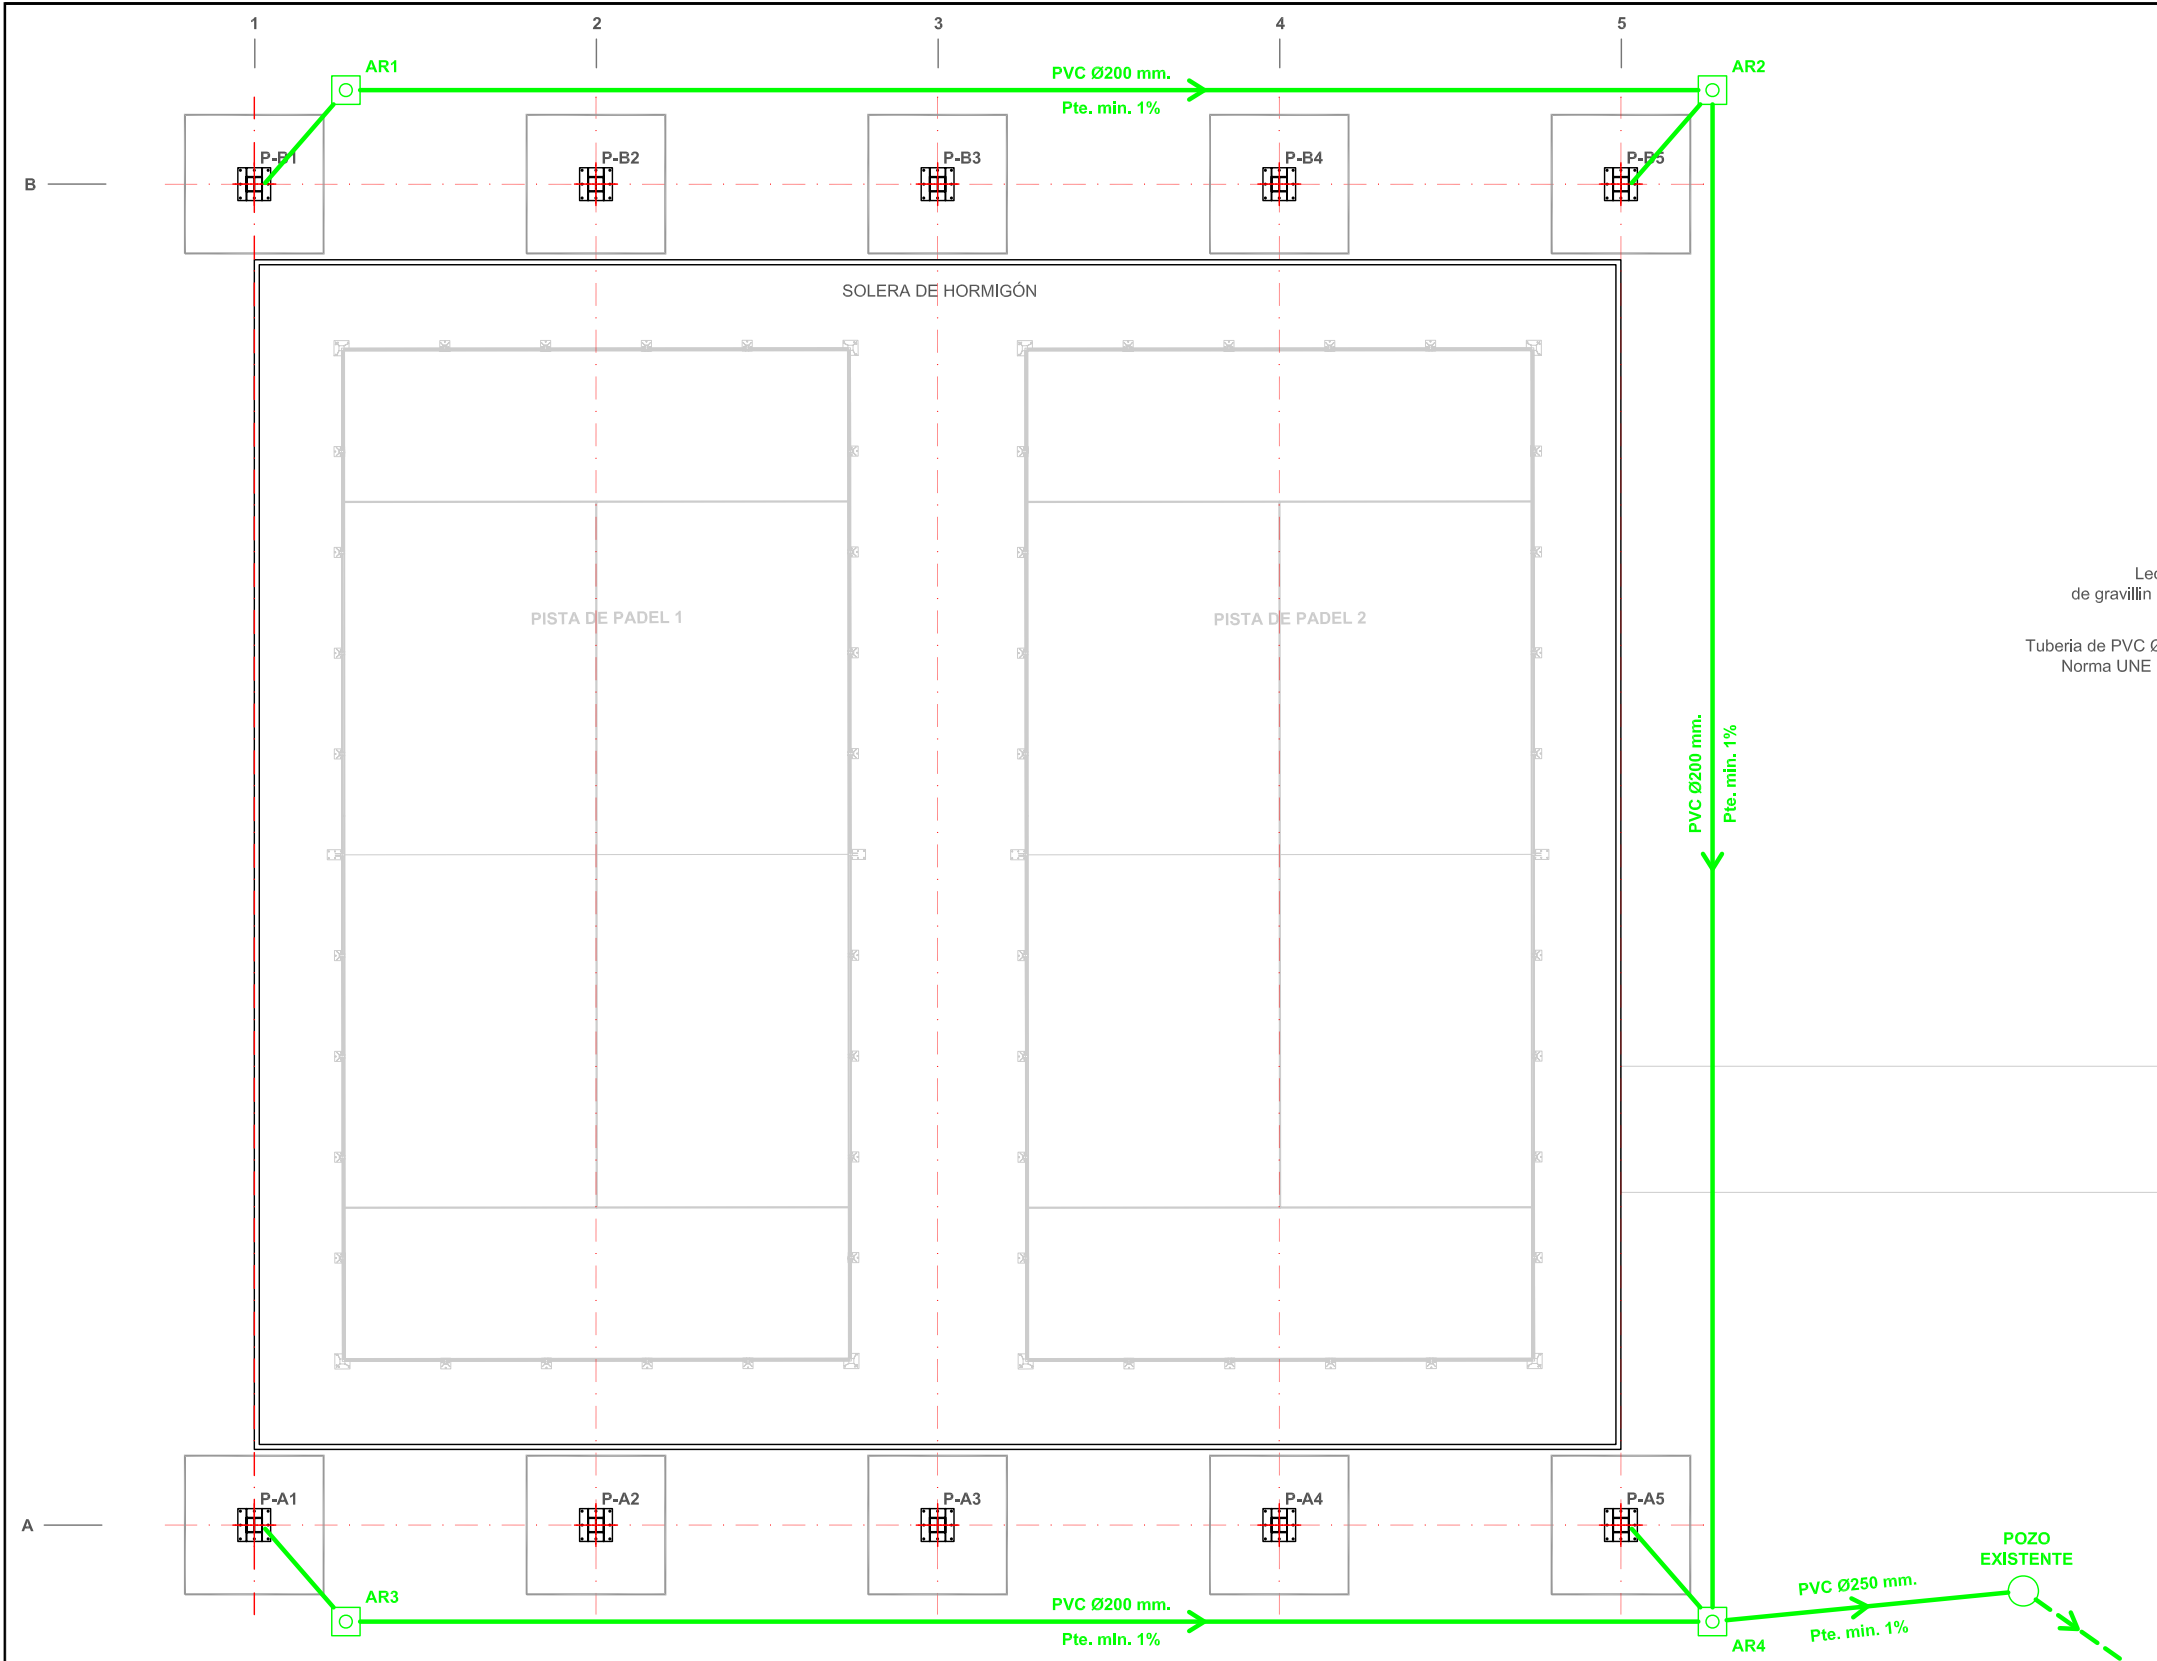 1
2
3
4
5
AR1
PVC Ø200 mm.
Pte. min. 1%
AR2
B
P-B1
P-B2
P-B3
P-B4
P-B5
SOLERA DE HORMIGÓN
PISTA DE PADEL 1
PISTA DE PADEL 2
de gravillin
Tuberia de PVC Ø
Norma UNE
PVC Ø200 mm.
Pte. min. 1%
A
P-A1
P-A2
P-A3
P-A4
P-A5
AR3
PVC Ø200 mm.
Pte. min. 1%
AR4
PVC Ø250 mm.
Pte. min. 1%
POZO
EXISTENTE